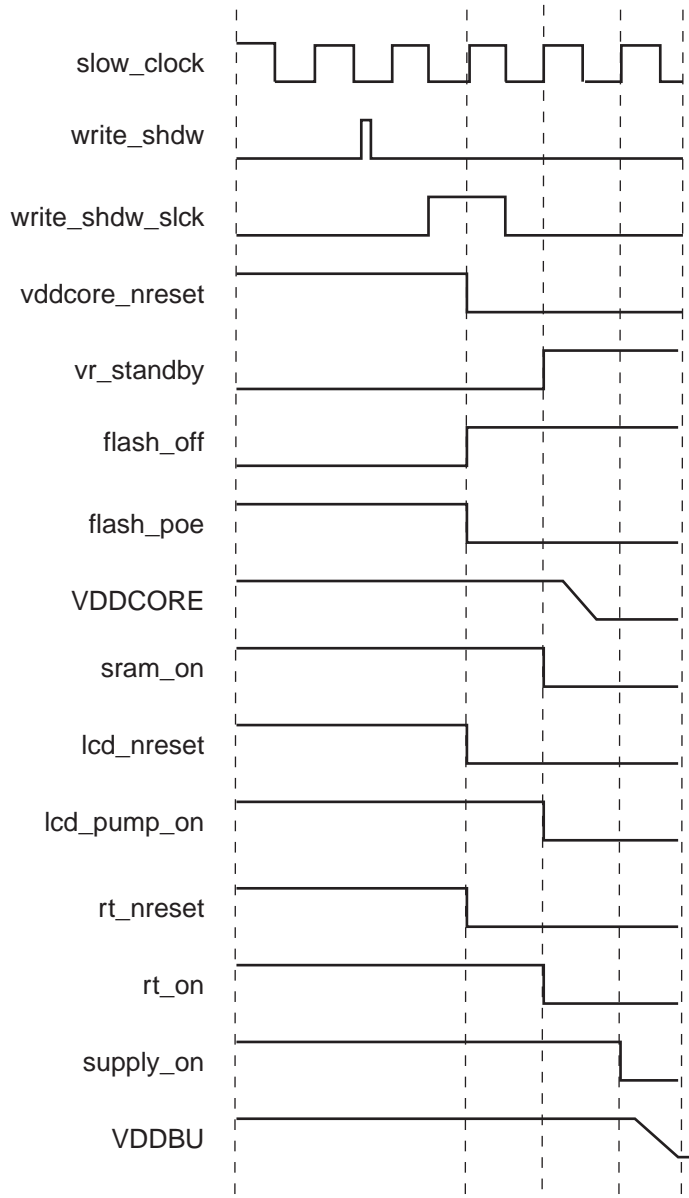 slow_clock
write_shdw
write_shdw_slck
vddcore_nreset
vr_standby
flash_off
flash_poe
VDDCORE
sram_on
lcd_nreset
lcd_pump_on
rt_nreset
rt_on
supply_on
VDDBU